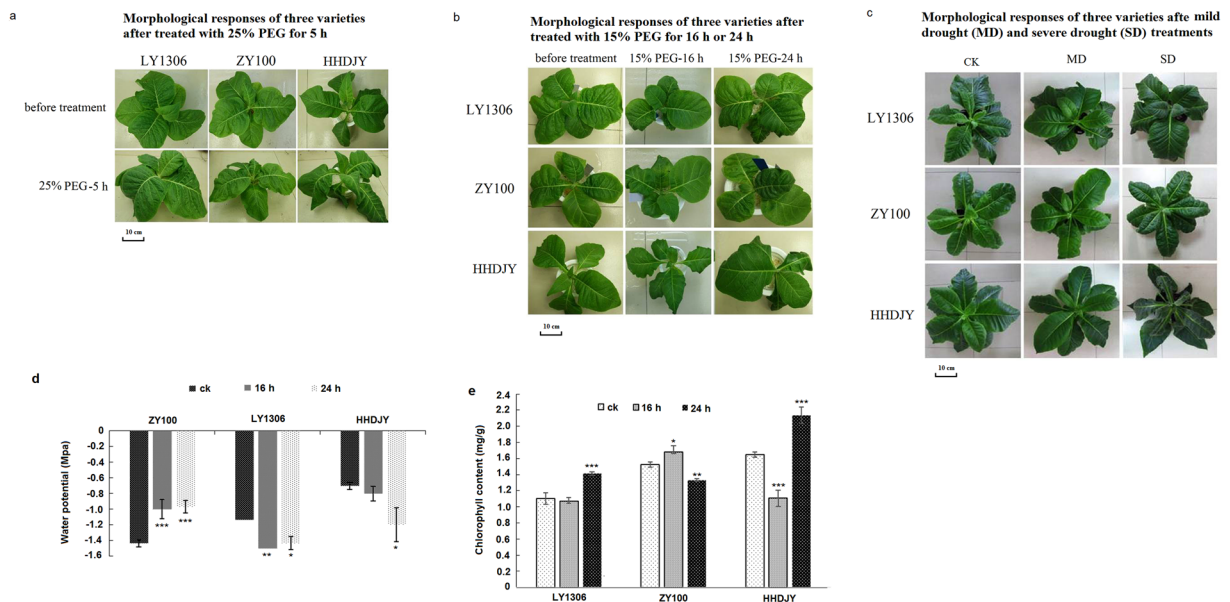 a
Morphological responses of three varieties
after treated with 25% PEG for 5 h
LY1306 ZY100 HHDJY
before treatment
25% PEG-5 h
10 cm
b
Morphological responses of three varieties after
treated with 15% PEG for 16 h or 24 h
before treatment 15% PEG-16 h 15% PEG-24 h
LY1306
ZY100
HHDJY
10 cm
c
Morphological responses of three varieties afte mild
drought (MD) and severe drought (SD) treatments
CK MD SD
LY1306
ZY100
HHDJY
10 cm
d
ck 16 h 24 h
ZY100 LY1306 HHDJY
Water potential (Mpa)
0
-0.2
-0.4
-0.6
-0.8
-1.0
-1.2
-1.4
-1.6
*** *** ** * *
e
ck 16 h 24 h
Chlorophyll content (mg/g)
2.4
2.2
2.0
1.8
1.6
1.4
1.2
1.0
0.8
0.6
0.4
0.2
0
*** * ** *** ***
LY1306 ZY100 HHDJY